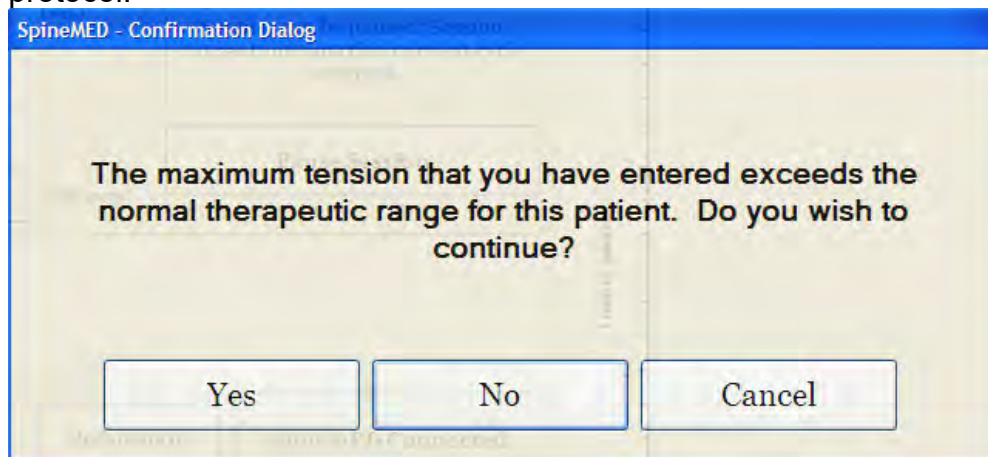 protocol.
SpineMED - Confirmation Dialog
The maximum tension that you have entered exceeds the
normal therapeutic range for this patient. Do you wish to
continue?
Yes
No
Cancel